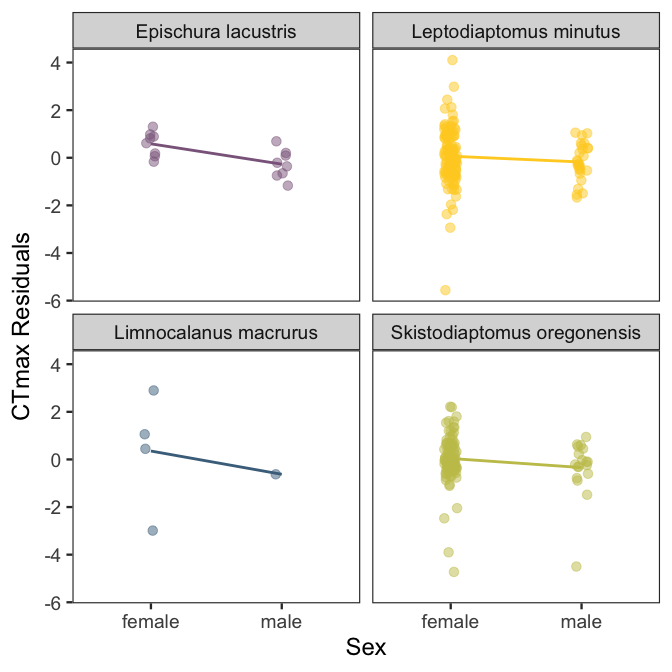 Epischura lacustris
Leptodiaptomus minutus
4
2
0
-2
-4
-6
CTmax Residuals
Limnocalanus macrurus
Skistodiaptomus oregonensis
4
2
0
-2
-4
-6
female
male
female
male
Sex